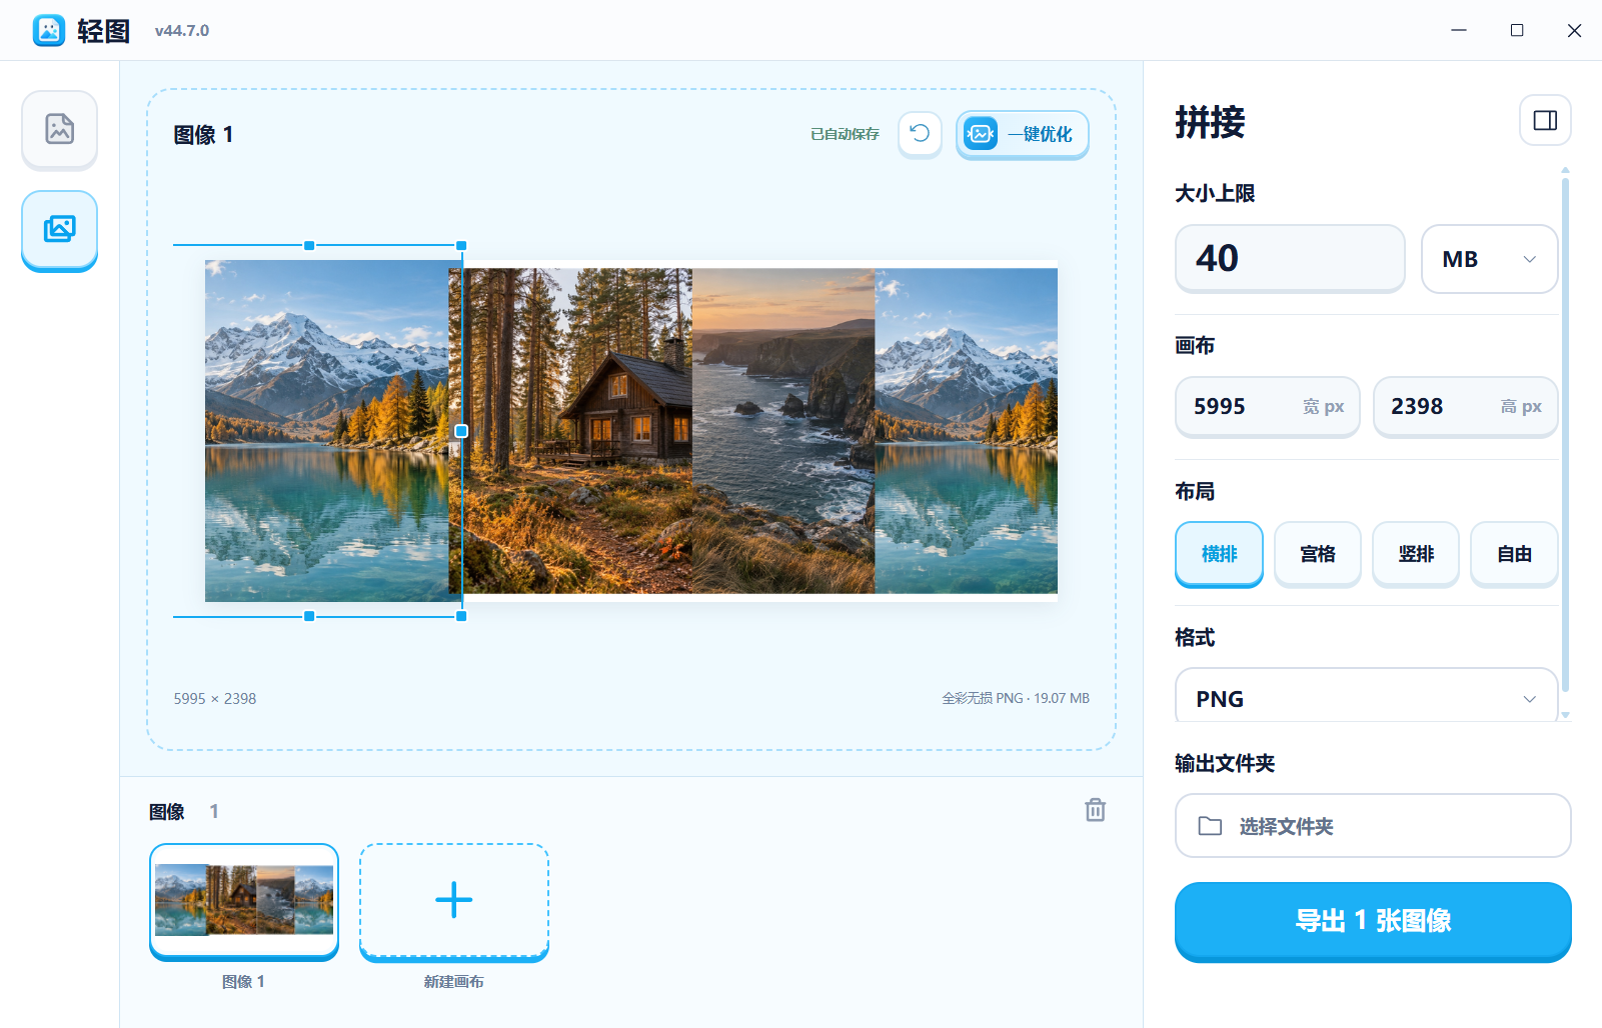 轻图 v44.7.0
图像 1
已自动保存
一键优化
5995 × 2398
全彩无损 PNG · 19.07 MB
图像 1
图像 1
新建画布
拼接
大小上限
40
MB
画布
5995 宽 px
2398 高 px
布局
横排
宫格
竖排
自由
格式
PNG
输出文件夹
选择文件夹
导出 1 张图像